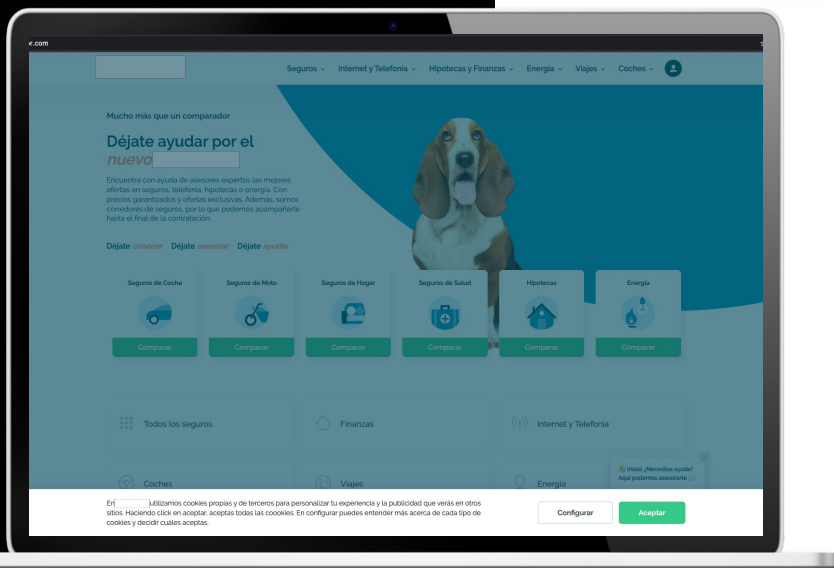 er.com
Seguros Internet y Telefonía Hipotecas y Finanzas Energía Viajes Coches
Mucho más que un comparador
Déjate ayudar por el
nuevo
Encuentra con ayuda de asesores expertos las mejores
ofertas en seguros, telefonía, hipotecas o energía. Con
precios garantizados y ofertas exclusivas. Además, somos
corredores de seguros, por lo que podemos acompañarte
hasta el final de la contratación.
Déjate conocer Déjate asesorar Déjate ayudar
Seguros de Coche Seguros de Moto Seguros de Hogar Seguros de Salud Hipotecas Energía
Comparar Comparar Comparar Comparar Comparar Comparar
Todos los seguros Finanzas Internet y Telefonía
Coches Viajes Energía
¡Hola! ¿Necesitas ayuda?
Aquí podemos asesorarte
En utilizamos cookies propias y de terceros para personalizar tu experiencia y la publicidad que verás en otros
sitios. Haciendo click en aceptar, aceptas todas las coookies. En configurar puedes entender más acerca de cada tipo de
cookies y decidir cuáles aceptas.
Configurar Aceptar